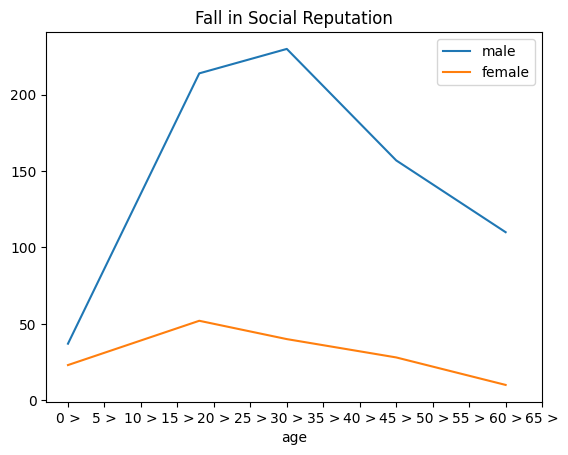 Fall in Social Reputation
male
female
200
150
100
50
0
0 > 5 > 10 > 15 > 20 > 25 > 30 > 35 > 40 > 45 > 50 > 55 > 60 > 65 >
age